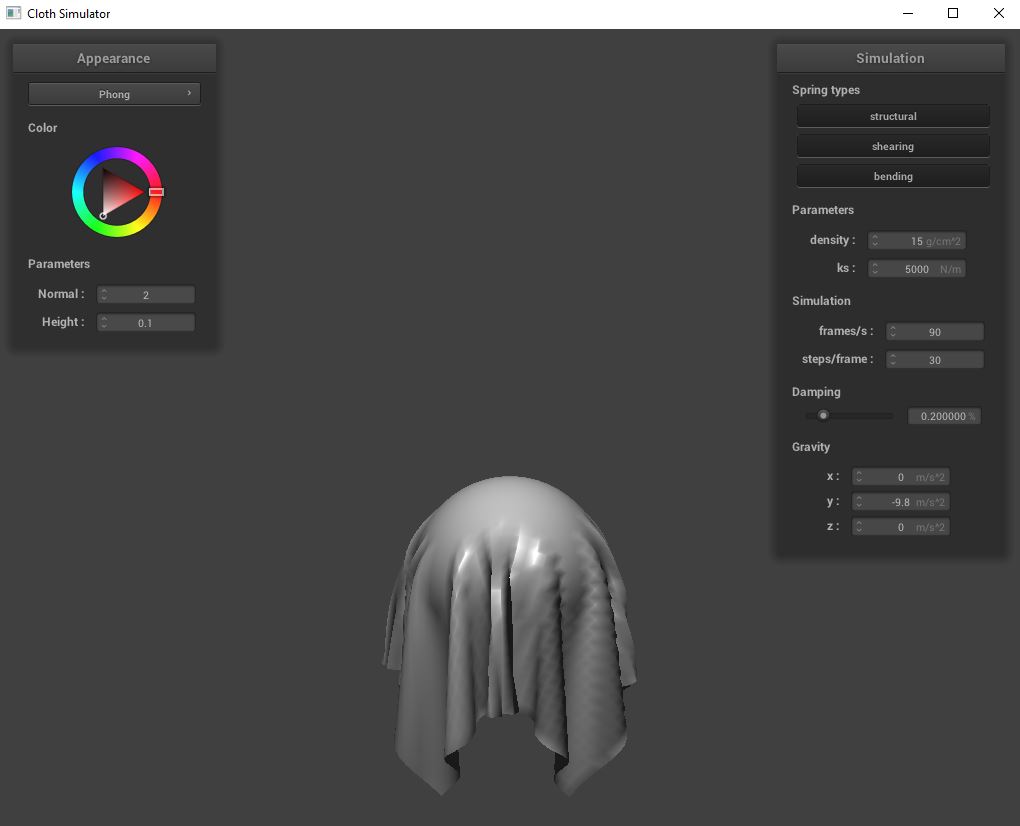 Cloth Simulator
Appearance
Phong
Color
Parameters
Normal : 2
Height : 0.1
Simulation
Spring types
structural
shearing
bending
Parameters
density : 15 g/cm^2
ks : 5000 N/m
Simulation
frames/s : 90
steps/frame : 30
Damping
0.200000 %
Gravity
x : 0 m/s^2
y : -9.8 m/s^2
z : 0 m/s^2